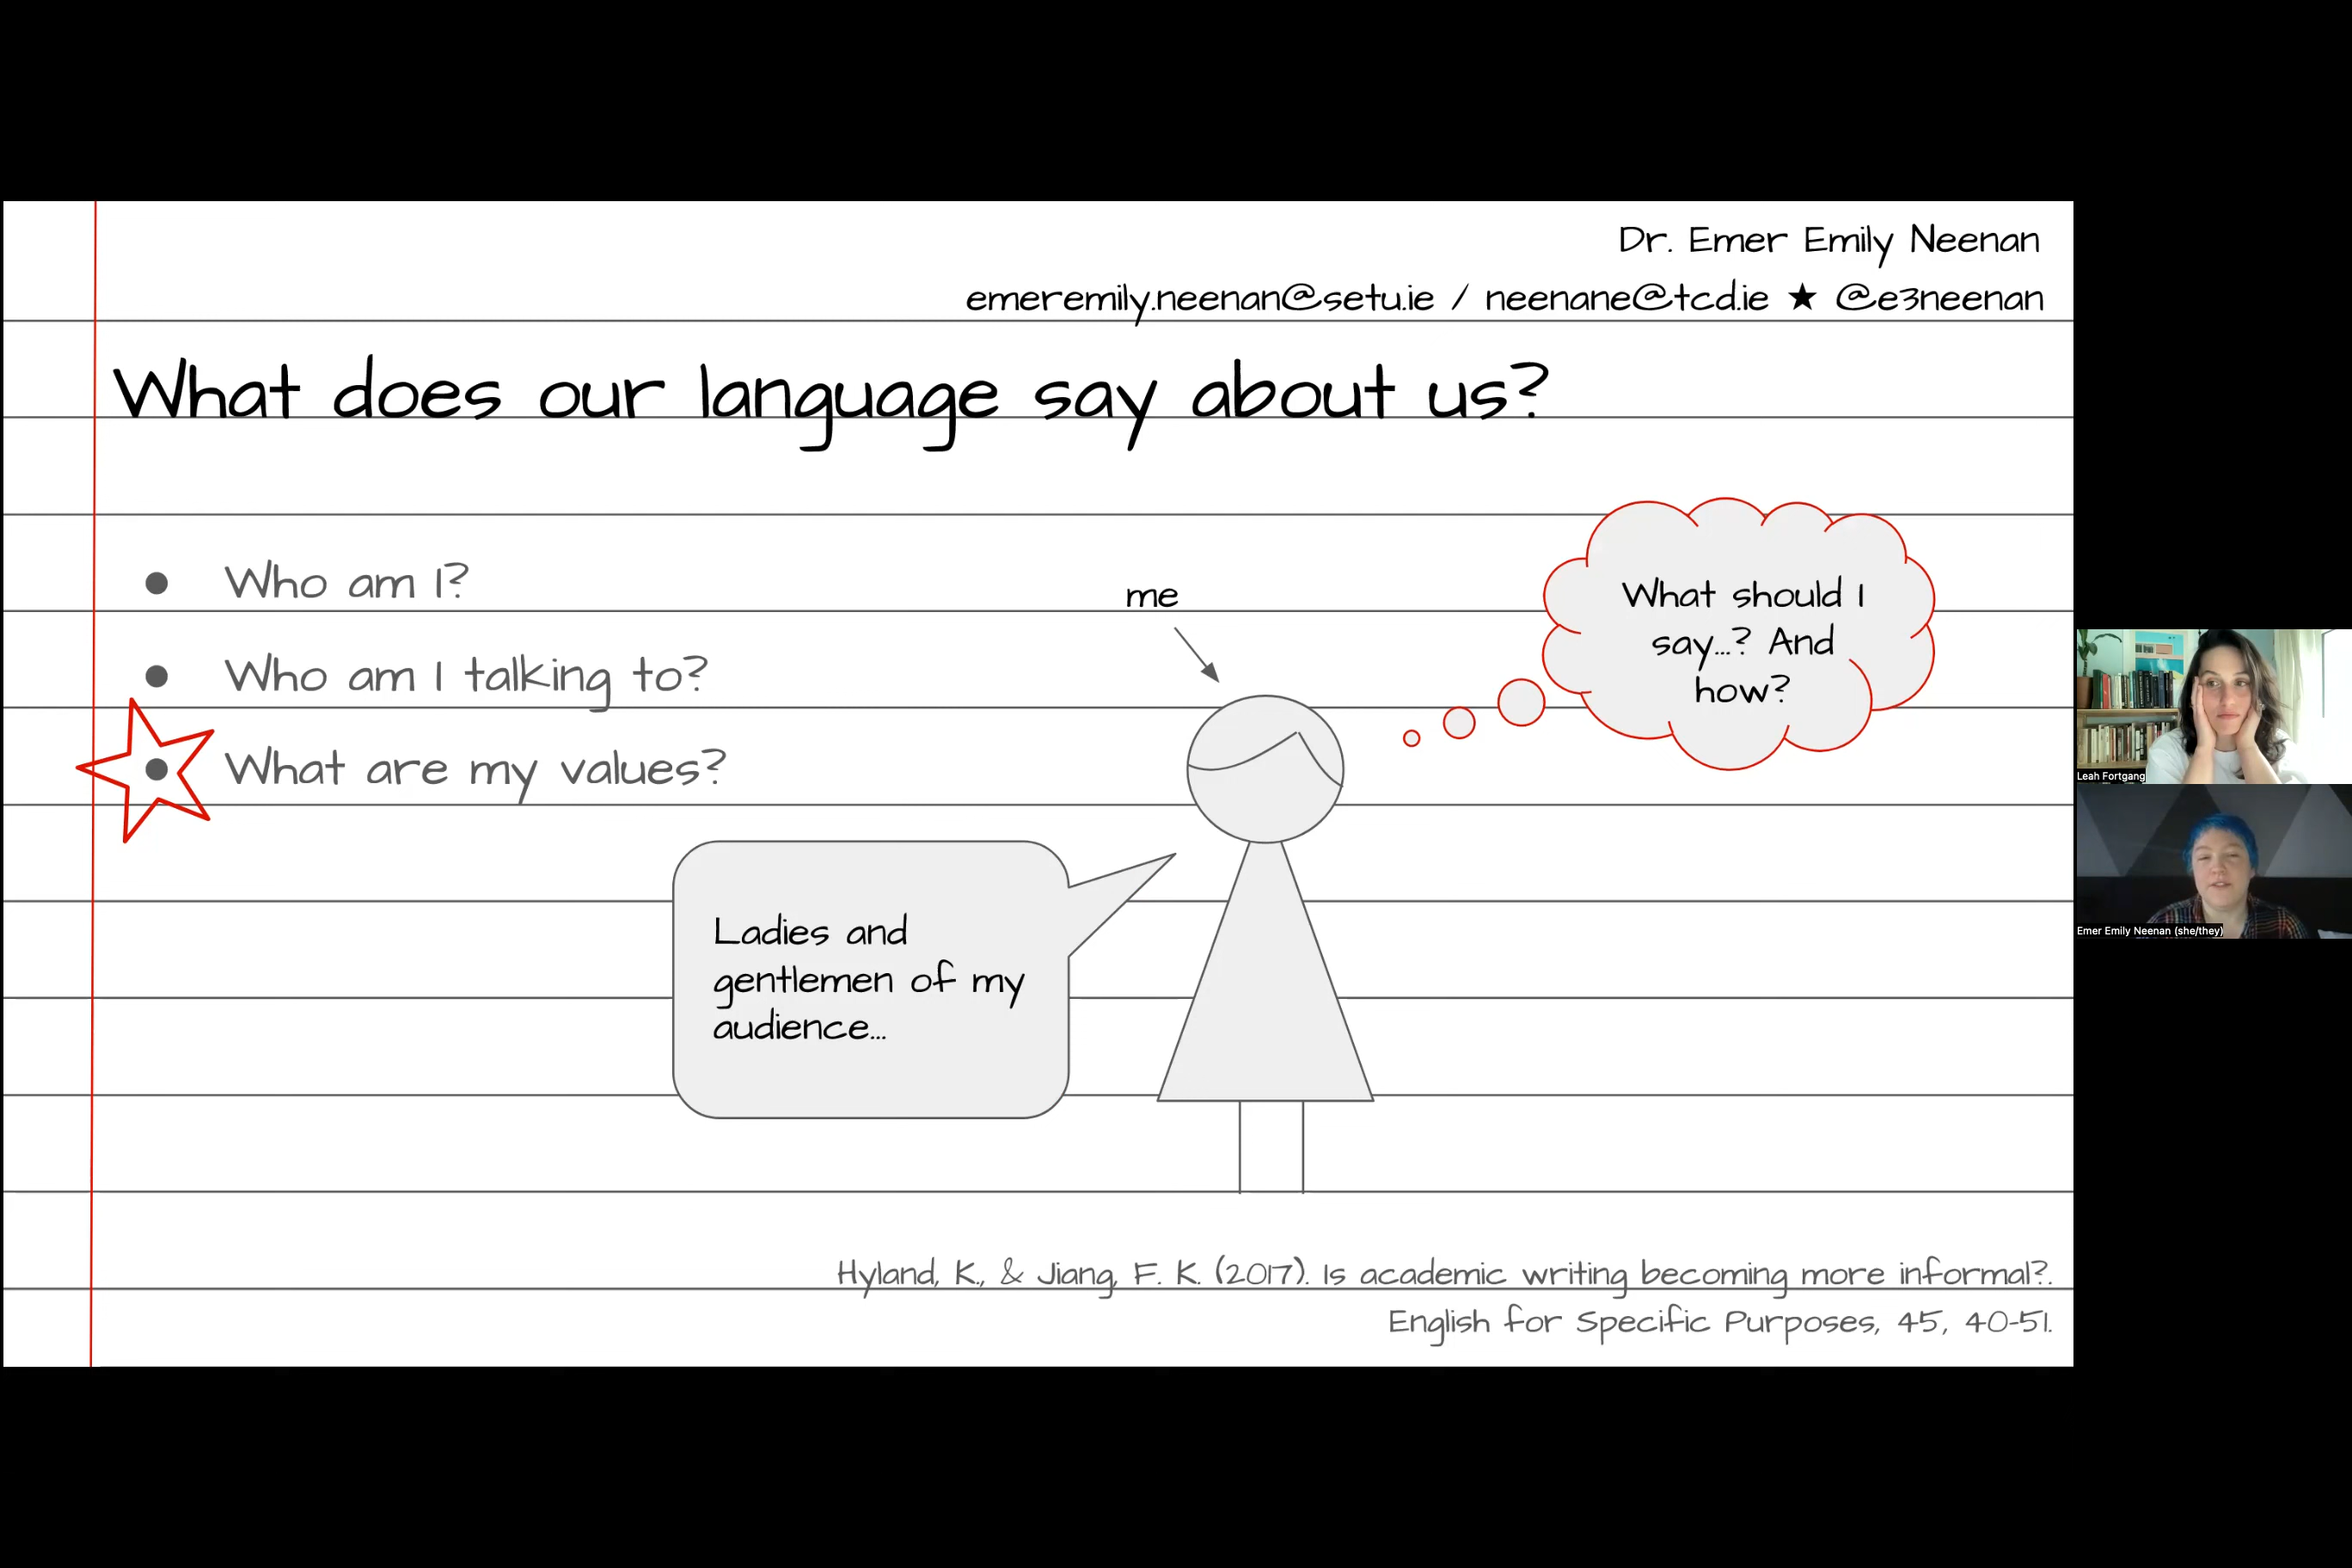 Dr. Emer Emily Neenan
emeremily.neenan@setu.ie / neenane@tcd.ie ★ @e3neenan
What does our language say about us?
● Who am I?
● Who am I talking to?
● What are my values?
me
What should I
say...? And
how?
Ladies and
gentlemen of my
audience...
Hyland, K., & Jiang, F. K. (2017). Is academic writing becoming more informal?.
English for Specific Purposes, 45, 40-51.
Leah Fortgang
Emer Emily Neenan (she/they)